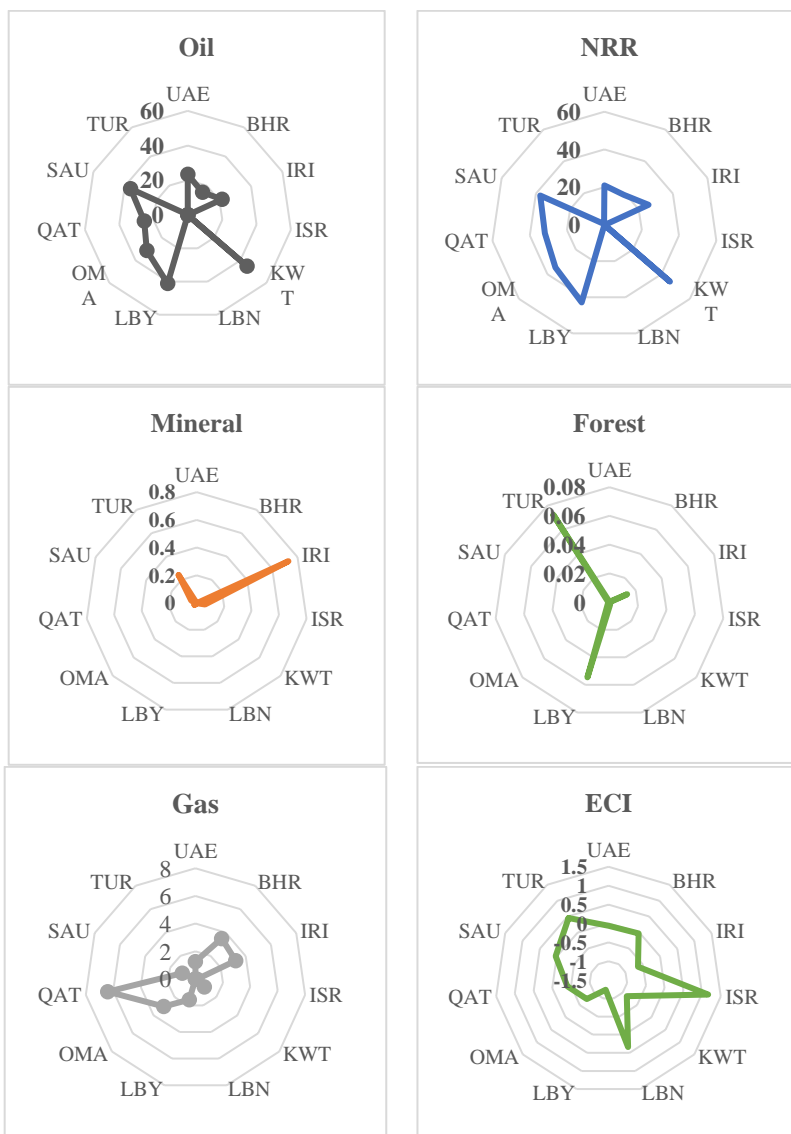 Oil
UAE
60
TUR
BHR
40
SAU
IRI
20
0
QAT
ISR
OM
A
KW
T
LBY
LBN
NRR
UAE
60
TUR
BHR
40
SAU
IRI
20
0
QAT
ISR
OM
A
KW
T
LBY
LBN
Mineral
UAE
0.8
TUR
BHR
0.6
SAU
0.4
IRI
0.2
0
QAT
ISR
OMA
KWT
LBY
LBN
Forest
UAE
0.08
TUR
BHR
0.06
SAU
0.04
IRI
0.02
0
QAT
ISR
OMA
KWT
LBY
LBN
Gas
UAE
8
TUR
BHR
6
SAU
4
IRI
2
0
QAT
ISR
OMA
KWT
LBY
LBN
ECI
UAE
1.5
TUR
1
BHR
0.5
SAU
0
IRI
-0.5
-1
-1.5
QAT
ISR
OMA
KWT
LBY
LBN